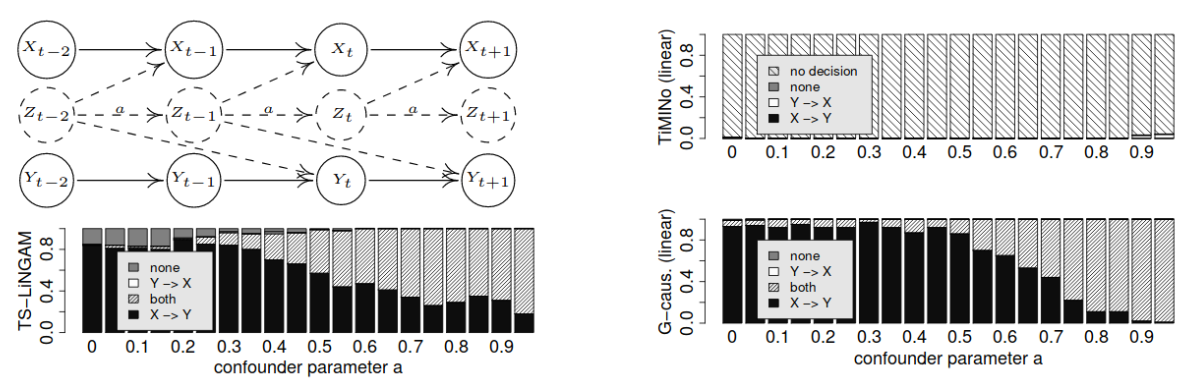 X_{t−2} X_{t−1} X_t X_{t+1}
Z_{t−2} a Z_{t−1} a Z_t a Z_{t+1}
Y_{t−2} Y_{t−1} Y_t Y_{t+1}
TS−LiNGAM
0.0 0.4 0.8
none
Y −> X
both
X −> Y
0 0.1 0.2 0.3 0.4 0.5 0.6 0.7 0.8 0.9
confounder parameter a
TiMINo (linear)
0.0 0.4 0.8
no decision
none
Y −> X
X −> Y
0 0.1 0.2 0.3 0.4 0.5 0.6 0.7 0.8 0.9
G−caus. (linear)
0.0 0.4 0.8
none
Y −> X
both
X −> Y
0 0.1 0.2 0.3 0.4 0.5 0.6 0.7 0.8 0.9
confounder parameter a